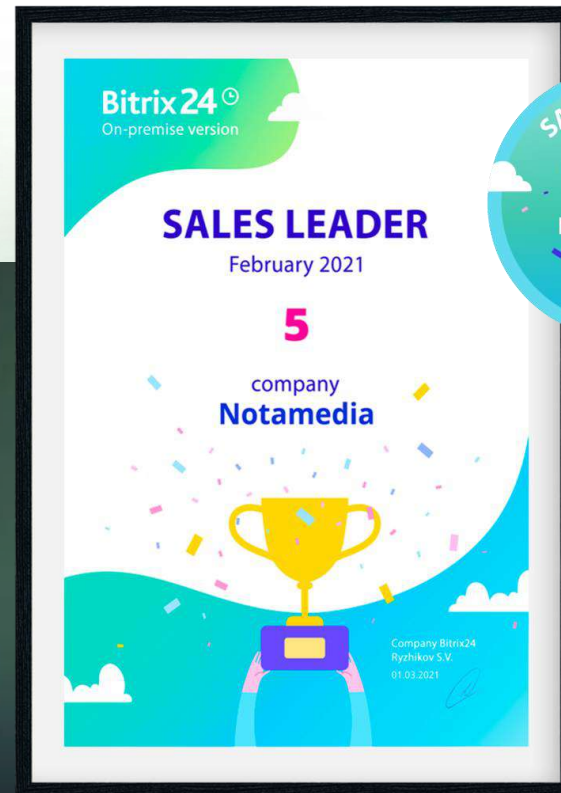 Bitrix24
On-premise version
SALES LEADER
February 2021
5
company
Notamedia
Company Bitrix24
Ryzhikov S.V.
01.03.2021